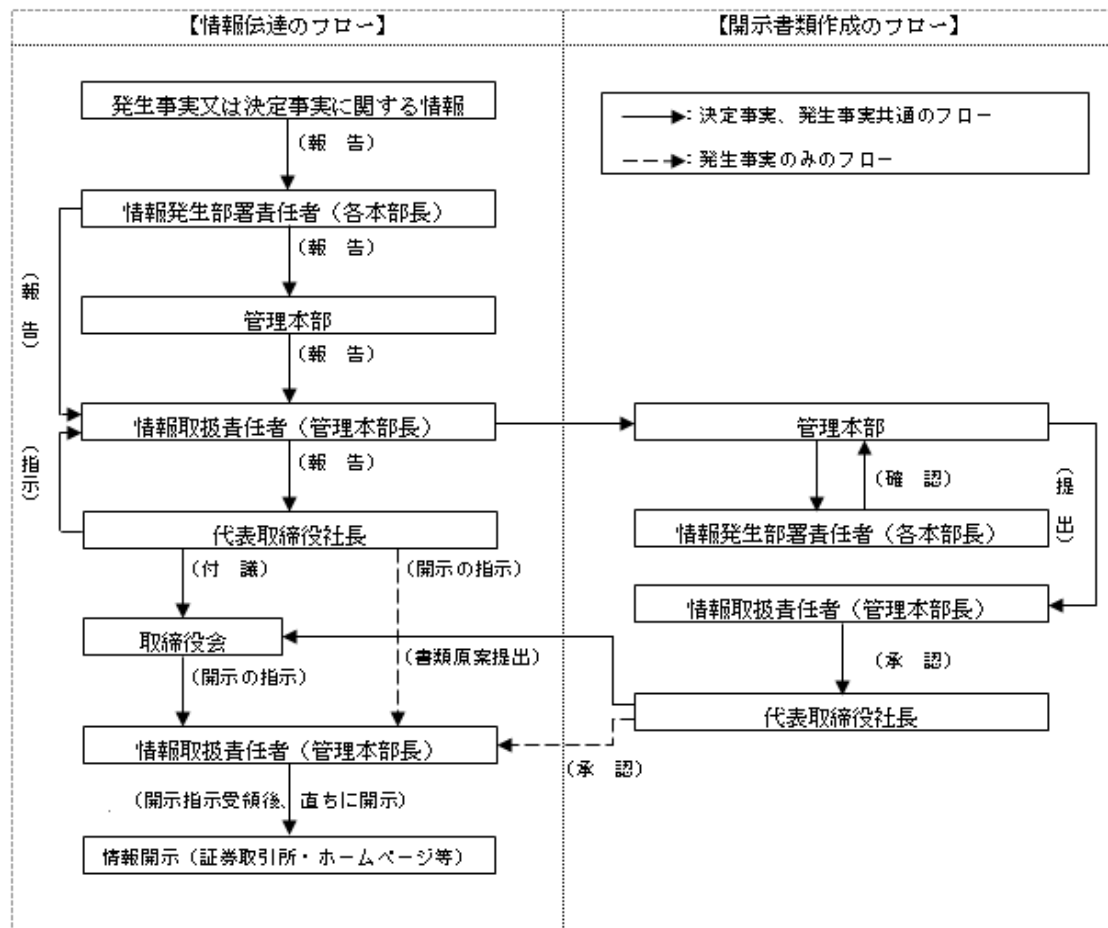 【情報伝達のフロー】
【開示書類作成のフロー】
発生事実又は決定事実に関する情報
：決定事実、発生事実共通のフロー
：発生事実のみのフロー
（報　告）
情報発生部署責任者（各本部長）
（報　告）
（報　告）
管理本部
（報　告）
情報取扱責任者（管理本部長）
管理本部
（指示）
（報　告）
（確　認）
（提　出）
代表取締役社長
情報発生部署責任者（各本部長）
（付　議）
（開示の指示）
情報取扱責任者（管理本部長）
取締役会
（書類原案提出）
（承　認）
（開示の指示）
代表取締役社長
情報取扱責任者（管理本部長）
（承　認）
（開示指示受領後、直ちに開示）
情報開示（証券取引所・ホームページ等）